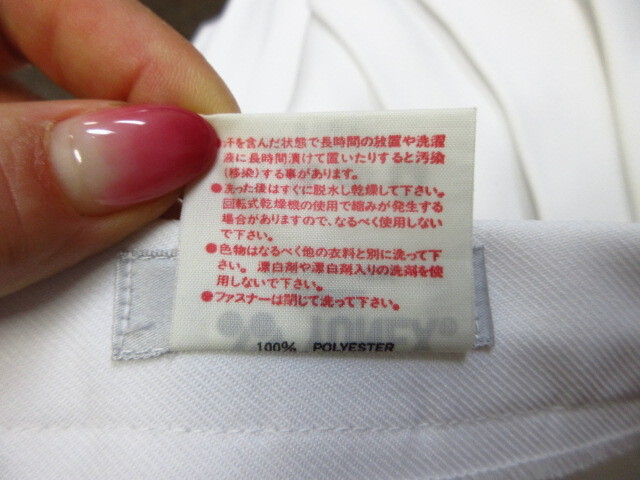 ●汗を含んだ状態で長時間の放置や洗濯
液に長時間漬けて置いたりすると汚染
(移染)する事があります。
●洗った後はすぐに脱水し乾燥して下さい。
回転式乾燥機の使用で縮みが発生する
場合がありますので、なるべく使用しない
で下さい。
●色物はなるべく他の衣料と別に洗って下
さい。漂白剤や漂白剤入りの洗剤を使
用しないで下さい。
●ファスナーは閉じて洗って下さい。
YONEX
100% POLYESTER